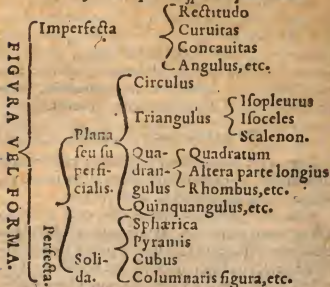 FIGVRA VEL FORMA.
Imperfecta
Rectitudo
Curuitas
Concauitas
Angulus, etc.
Perfecta.
Plana
seu su
perfi-
cialis.
Circulus
Triangulus
Isopleurus
Isoceles
Scalenon.
Qua-
dran-
gulus
Quadratum
Altera parte longius
Rhombus, etc.
Quinquangulus, etc.
Soli-
da.
Sphærica
Pyramis
Cubus
Columnaris figura, etc.